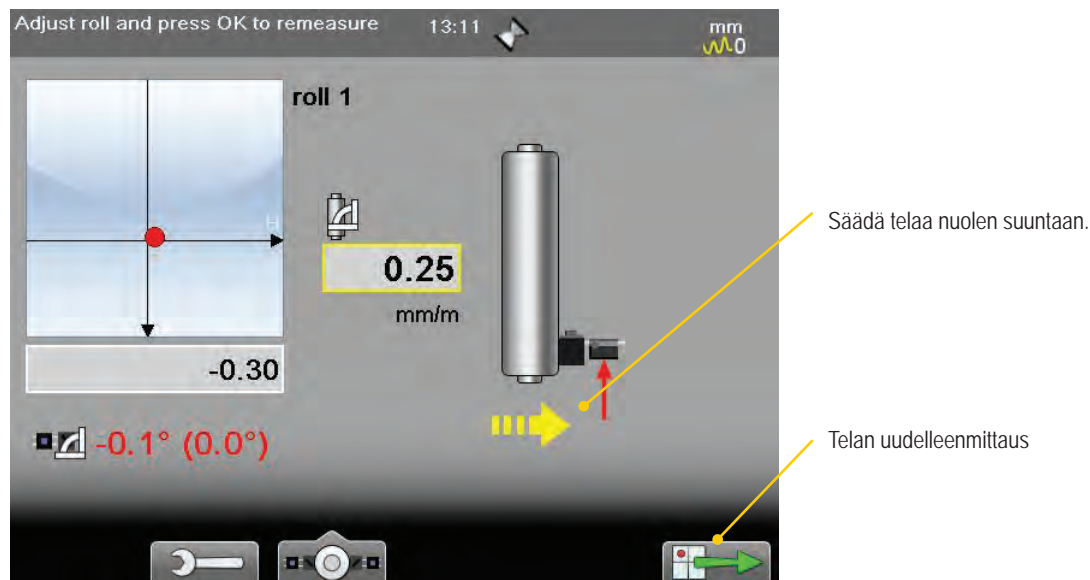 Adjust roll and press OK to remeasure 13:11 mm
0
roll 1
H
0.25
mm/m
-0.30
-0.1° (0.0°)
Säädä telaa nuolen suuntaan.
Telan uudelleenmittaus